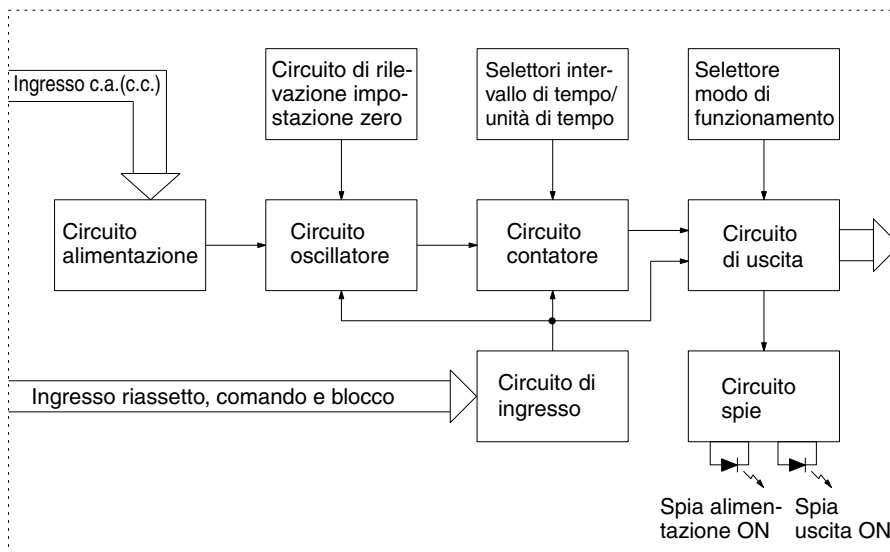 Ingresso c.a.(c.c.)
Circuito di rile-
vazione impo-
stazione zero
Selettori inter-
vallo di tempo/
unità di tempo
Selettore
modo di
funzionamento
Circuito
alimentazione
Circuito
oscillatore
Circuito
contatore
Circuito
di uscita
Ingresso riassetto, comando e blocco
Circuito di
ingresso
Circuito
spie
Spia alimen-
tazione ON
Spia
uscita ON